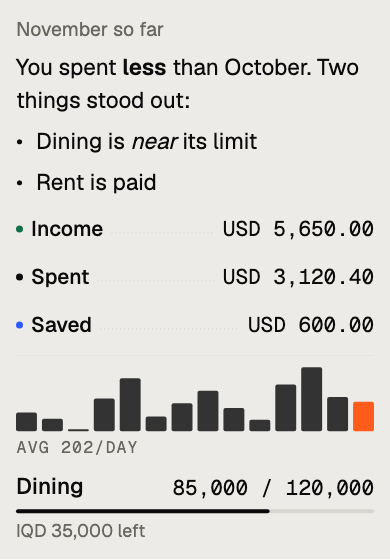 November so far
You spent less than October. Two
things stood out:
• Dining is near its limit
• Rent is paid
Income USD 5,650.00
Spent USD 3,120.40
Saved USD 600.00
AVG 202/DAY
Dining 85,000 / 120,000
IQD 35,000 left